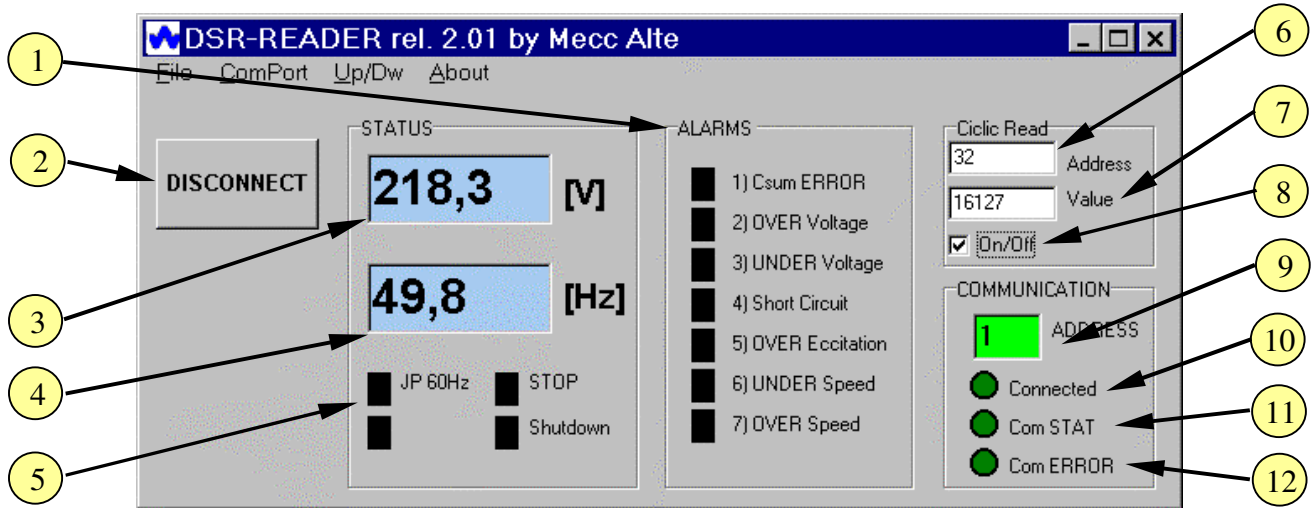 DSR-READER rel. 2.01 by Mecc Alte
File ComPort Up/Dw About
1
2
3
4
5
DISCONNECT
STATUS
218,3 [V]
49,8 [Hz]
JP 60Hz STOP
Shutdown
ALARMS
1) Csum ERROR
2) OVER Voltage
3) UNDER Voltage
4) Short Circuit
5) OVER Eccitation
6) UNDER Speed
7) OVER Speed
Ciclic Read
32 Address
16127 Value
On/Off
COMMUNICATION
1 ADDRESS
Connected
Com STAT
Com ERROR
6
7
8
9
10
11
12